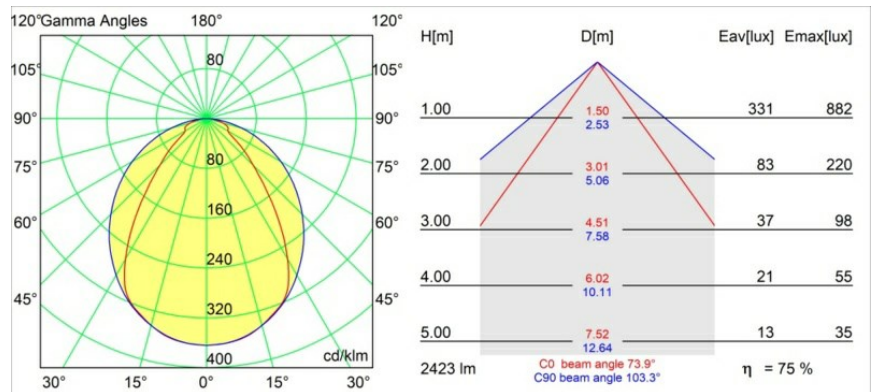 120° Gamma Angles 180° 120°
105° 80 105°
90° 90°
75° 80 75°
60° 160 60°
240
45° 320 45°
400 cd/klm
30° 15° 0° 15° 30°
H[m] D[m] Eav[lux] Emax[lux]
1.00 1.50 331 882
2.53
2.00 3.01 83 220
5.06
3.00 4.51 37 98
7.58
4.00 6.02 21 55
10.11
5.00 7.52 13 35
12.64
2423 lm C0 beam angle 73.9° η = 75 %
C90 beam angle 103.3°